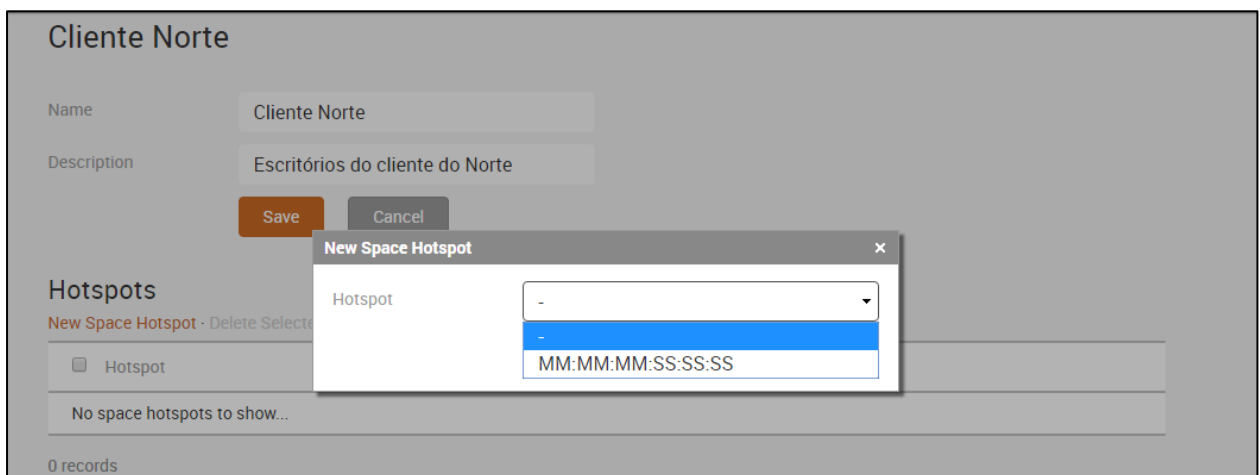 Cliente Norte
Name
Cliente Norte
Description
Escritórios do cliente do Norte
Save
Cancel
New Space Hotspot
×
Hotspot
-
-
MM:MM:MM:SS:SS:SS
Hotspots
New Space Hotspot - Delete Selecte
Hotspot
No space hotspots to show...
0 records